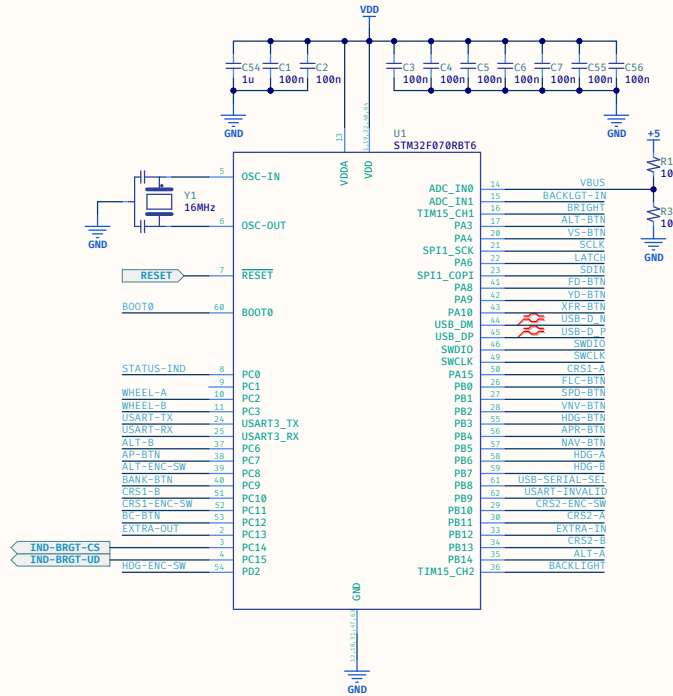 VDD
C54 C1 C2 C3 C4 C5 C6 C7 C55 C56
1u 100n 100n 100n 100n 100n 100n 100n 100n 100n
GND GND
+5
U1
STM32F070RBT6
13 VDDA VDD
R1
10
R3
10
GND
Y1
16MHz
GND
5 OSC-IN
6 OSC-OUT
RESET 7 RESET
BOOT0 60 BOOT0
STATUS-IND 8 PC0
9 PC1
WHEEL-A 10 PC2
WHEEL-B 11 PC3
USART-TX 24 USART3_TX
USART-RX 25 USART3_RX
ALT-B 37 PC6
AP-BTN 38 PC7
ALT-ENC-SW 39 PC8
BANK-BTN 40 PC9
CRS1-B 51 PC10
CRS1-ENC-SW 52 PC11
BC-BTN 53 PC12
EXTRA-OUT 2 PC13
IND-BRGT-CS 3 PC14
IND-BRGT-UD 4 PC15
HDG-ENC-SW 54 PD2
ADC_IN0 14 VBUS
ADC_IN1 15 BACKLGT-IN
TIM15_CH1 16 BRIGHT
PA3 17 ALT-BTN
PA4 20 VS-BTN
SPI1_SCK 21 SCLK
PA6 22 LATCH
SPI1_COPI 23 SDIN
PA8 41 FD-BTN
PA9 42 YD-BTN
PA10 43 XFR-BTN
USB_DM 44 USB-D_N
USB_DP 45 USB-D_P
SWDIO 46 SWDIO
SWCLK 49 SWCLK
PA15 50 CRS1-A
PB0 26 FLC-BTN
PB1 27 SPD-BTN
PB2 28 VNV-BTN
PB3 55 HDG-BTN
PB4 56 APR-BTN
PB5 57 NAV-BTN
PB6 58 HDG-A
PB7 59 HDG-B
PB8 61 USB-SERIAL-SEL
PB9 62 USART-INVALID
PB10 29 CRS2-ENC-SW
PB11 30 CRS2-A
PB12 33 EXTRA-IN
PB13 34 CRS2-B
PB14 35 ALT-A
TIM15_CH2 36 BACKLIGHT
GND
GND